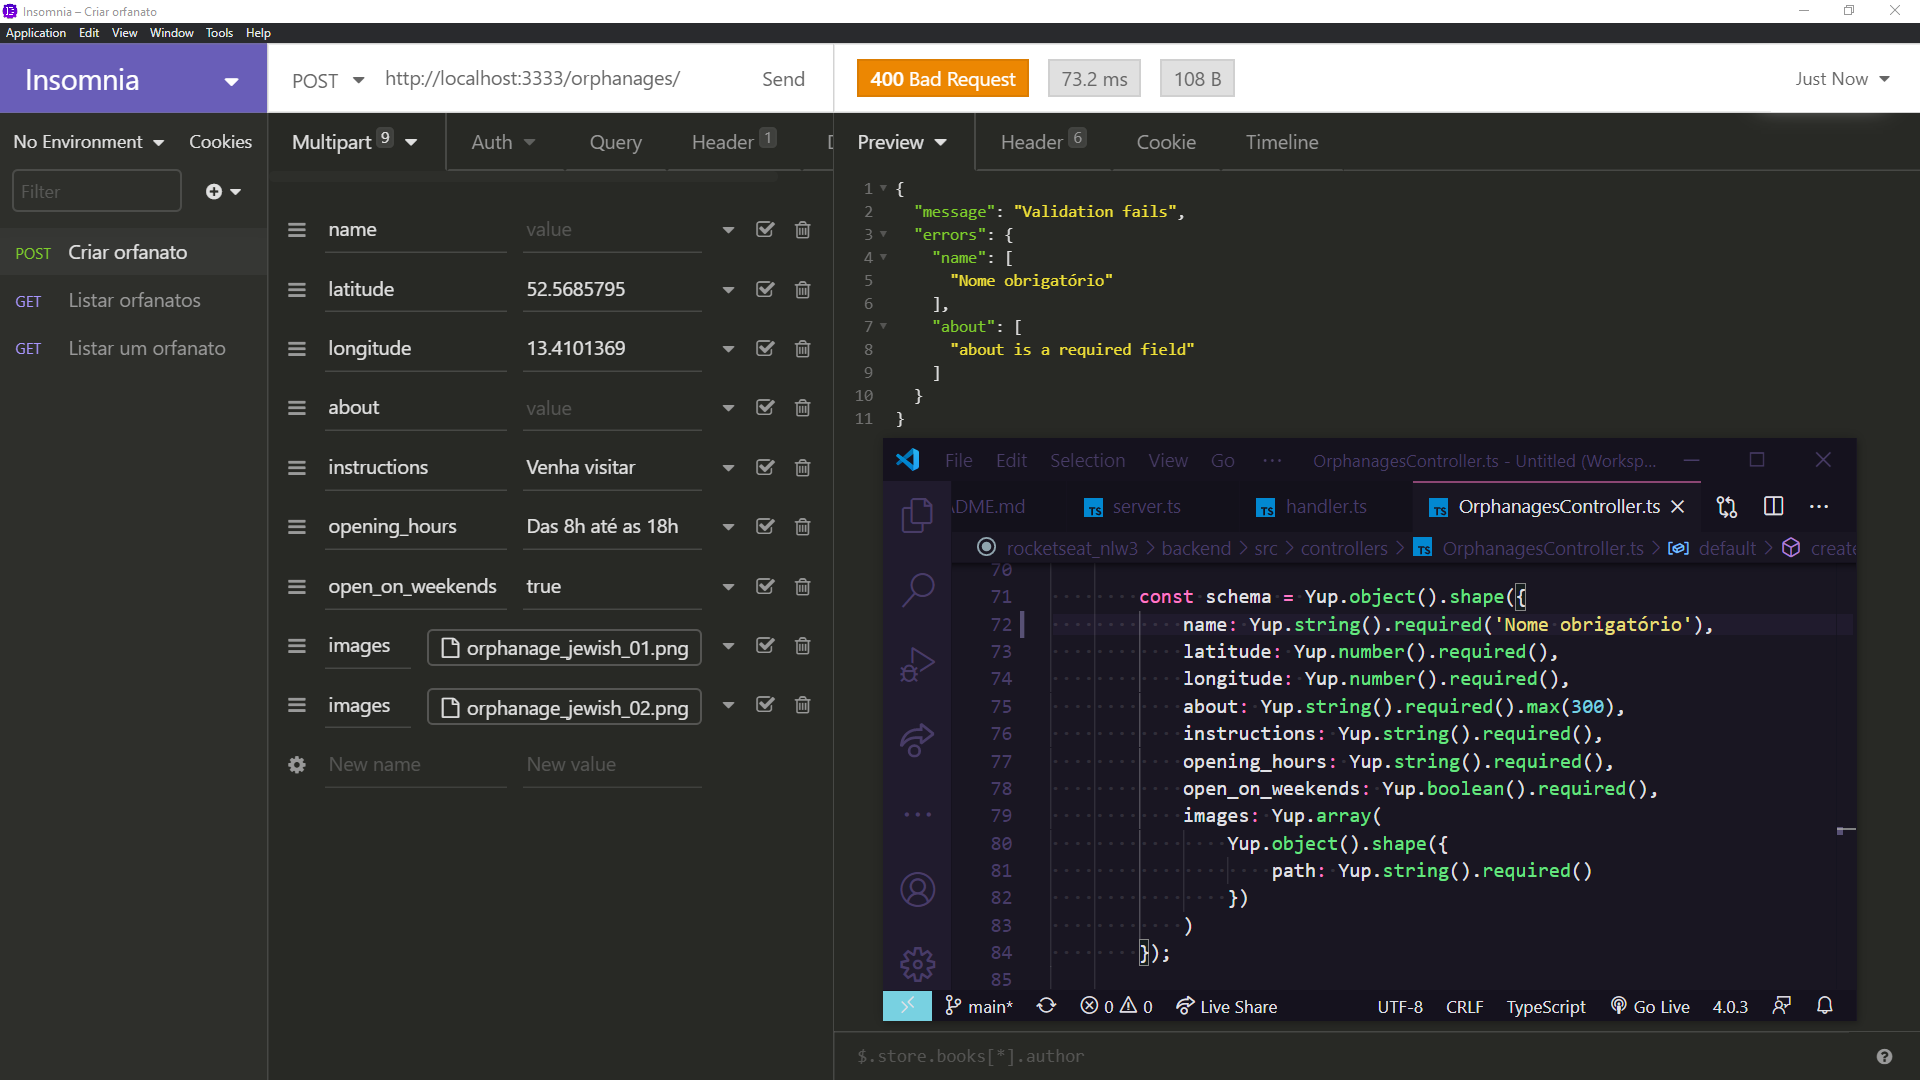 Insomnia – Criar orfanato
Application Edit View Window Tools Help
Insomnia
POST http://localhost:3333/orphanages/ Send
400 Bad Request 73.2 ms 108 B Just Now
No Environment Cookies
Multipart 9 Auth Query Header 1
Preview Header 6 Cookie Timeline
Filter
POST Criar orfanato
GET Listar orfanatos
GET Listar um orfanato
name value
latitude 52.5685795
longitude 13.4101369
about value
instructions Venha visitar
opening_hours Das 8h até as 18h
open_on_weekends true
images orphanage_jewish_01.png
images orphanage_jewish_02.png
New name New value
1 {
2 "message": "Validation fails",
3 "errors": {
4 "name": [
5 "Nome obrigatório"
6 ],
7 "about": [
8 "about is a required field"
9 ]
10 }
11 }
File Edit Selection View Go ··· OrphanagesController.ts - Untitled (Worksp...
DME.md TS server.ts TS handler.ts TS OrphanagesController.ts
rocketseat_nlw3 > backend > src > controllers > TS OrphanagesController.ts > default > create
70
71 const schema = Yup.object().shape({
72 name: Yup.string().required('Nome obrigatório'),
73 latitude: Yup.number().required(),
74 longitude: Yup.number().required(),
75 about: Yup.string().required().max(300),
76 instructions: Yup.string().required(),
77 opening_hours: Yup.string().required(),
78 open_on_weekends: Yup.boolean().required(),
79 images: Yup.array(
80 Yup.object().shape({
81 path: Yup.string().required()
82 })
83 )
84 });
85
main* 0 0 Live Share UTF-8 CRLF TypeScript Go Live 4.0.3
$.store.books[*].author